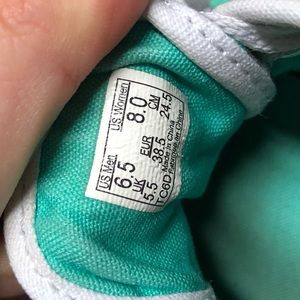 US Women 8.0 CM 24.5
US Men 6.5 EUR 38.5
UK 5.5
TC6D
Made in China